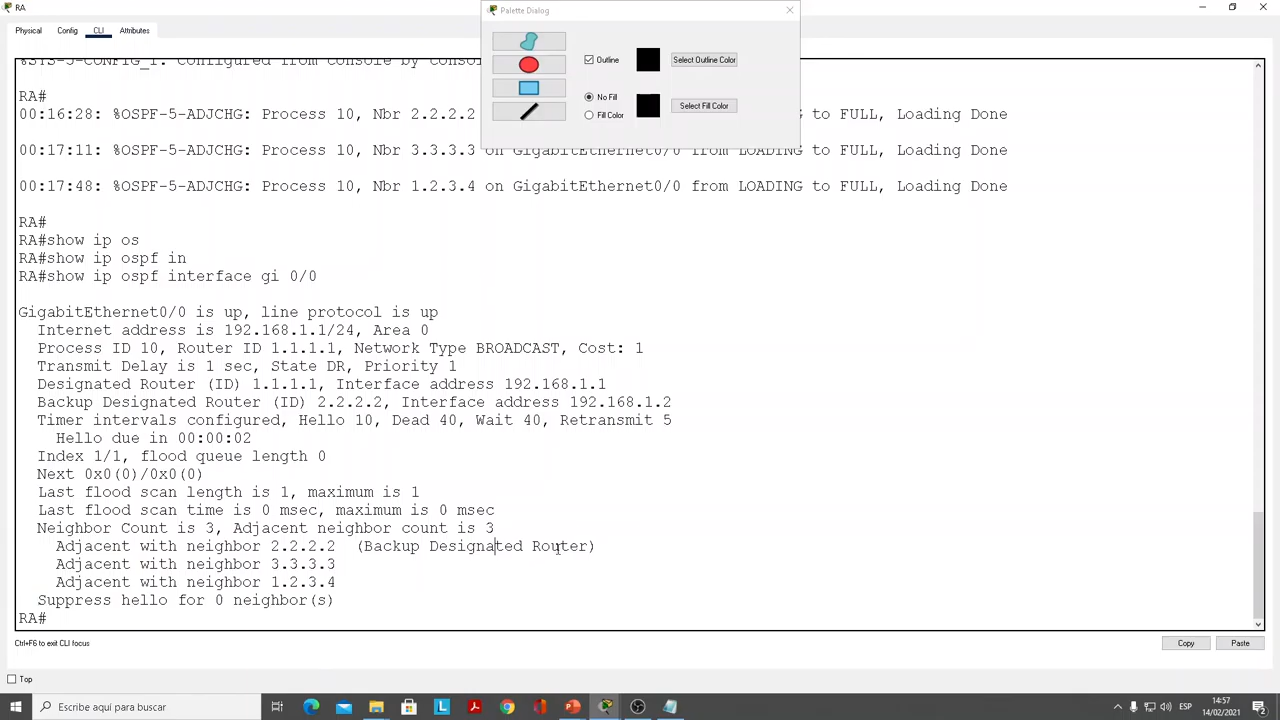 RA
Palette Dialog
Physical
Config
CLI
Attributes
Outline
Select Outline Color
No Fill
Select Fill Color
Fill Color
%SYS-5-CONFIG_I: Configured from console by conso
RA#
00:16:28: %OSPF-5-ADJCHG: Process 10, Nbr 2.2.2.2 to FULL, Loading Done
00:17:11: %OSPF-5-ADJCHG: Process 10, Nbr 3.3.3.3 on GigabitEthernet0/0 from LOADING to FULL, Loading Done
00:17:48: %OSPF-5-ADJCHG: Process 10, Nbr 1.2.3.4 on GigabitEthernet0/0 from LOADING to FULL, Loading Done
RA#
RA#show ip os
RA#show ip ospf in
RA#show ip ospf interface gi 0/0
GigabitEthernet0/0 is up, line protocol is up
Internet address is 192.168.1.1/24, Area 0
Process ID 10, Router ID 1.1.1.1, Network Type BROADCAST, Cost: 1
Transmit Delay is 1 sec, State DR, Priority 1
Designated Router (ID) 1.1.1.1, Interface address 192.168.1.1
Backup Designated Router (ID) 2.2.2.2, Interface address 192.168.1.2
Timer intervals configured, Hello 10, Dead 40, Wait 40, Retransmit 5
Hello due in 00:00:02
Index 1/1, flood queue length 0
Next 0x0(0)/0x0(0)
Last flood scan length is 1, maximum is 1
Last flood scan time is 0 msec, maximum is 0 msec
Neighbor Count is 3, Adjacent neighbor count is 3
Adjacent with neighbor 2.2.2.2 (Backup Designated Router)
Adjacent with neighbor 3.3.3.3
Adjacent with neighbor 1.2.3.4
Suppress hello for 0 neighbor(s)
RA#
Ctrl+F6 to exit CLI focus
Copy
Paste
Top
Escribe aquí para buscar
ESP
14:57
14/02/2021
2